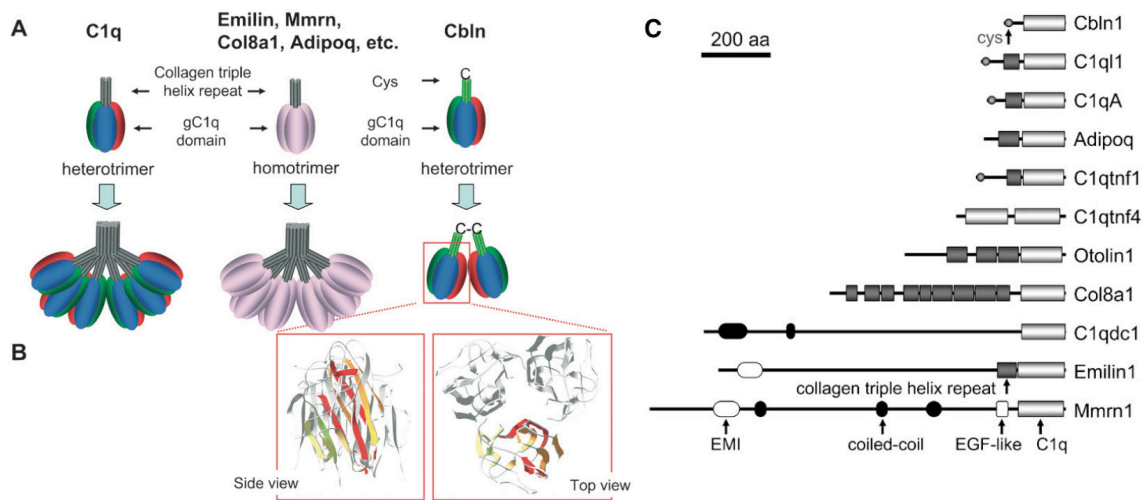 A
C1q
Emilin, Mmrn,
Col8a1, Adipoq, etc.
Cbln
Collagen triple
helix repeat
Cys
C
gC1q
domain
gC1q
domain
heterotrimer
homotrimer
heterotrimer
C-C
B
Side view
Top view
C
200 aa
cys
Cbln1
C1ql1
C1qA
Adipoq
C1qtnf1
C1qtnf4
Otolin1
Col8a1
C1qdc1
Emilin1
collagen triple helix repeat
Mmrn1
EMI
coiled-coil
EGF-like
C1q